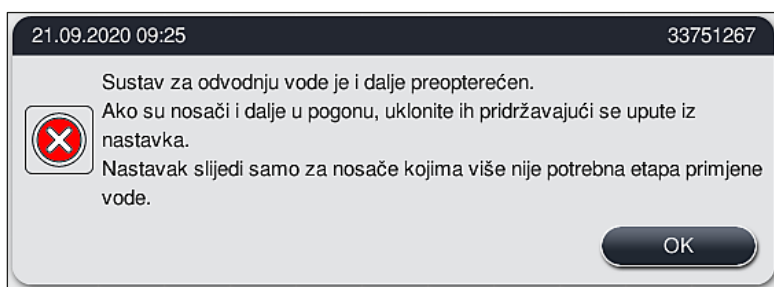 21.09.2020 09:25 33751267
Sustav za odvodnju vode je i dalje preopterećen.
Ako su nosači i dalje u pogonu, uklonite ih pridržavajući se upute iz
nastavka.
Nastavak slijedi samo za nosače kojima više nije potrebna etapa primjene
vode.
OK